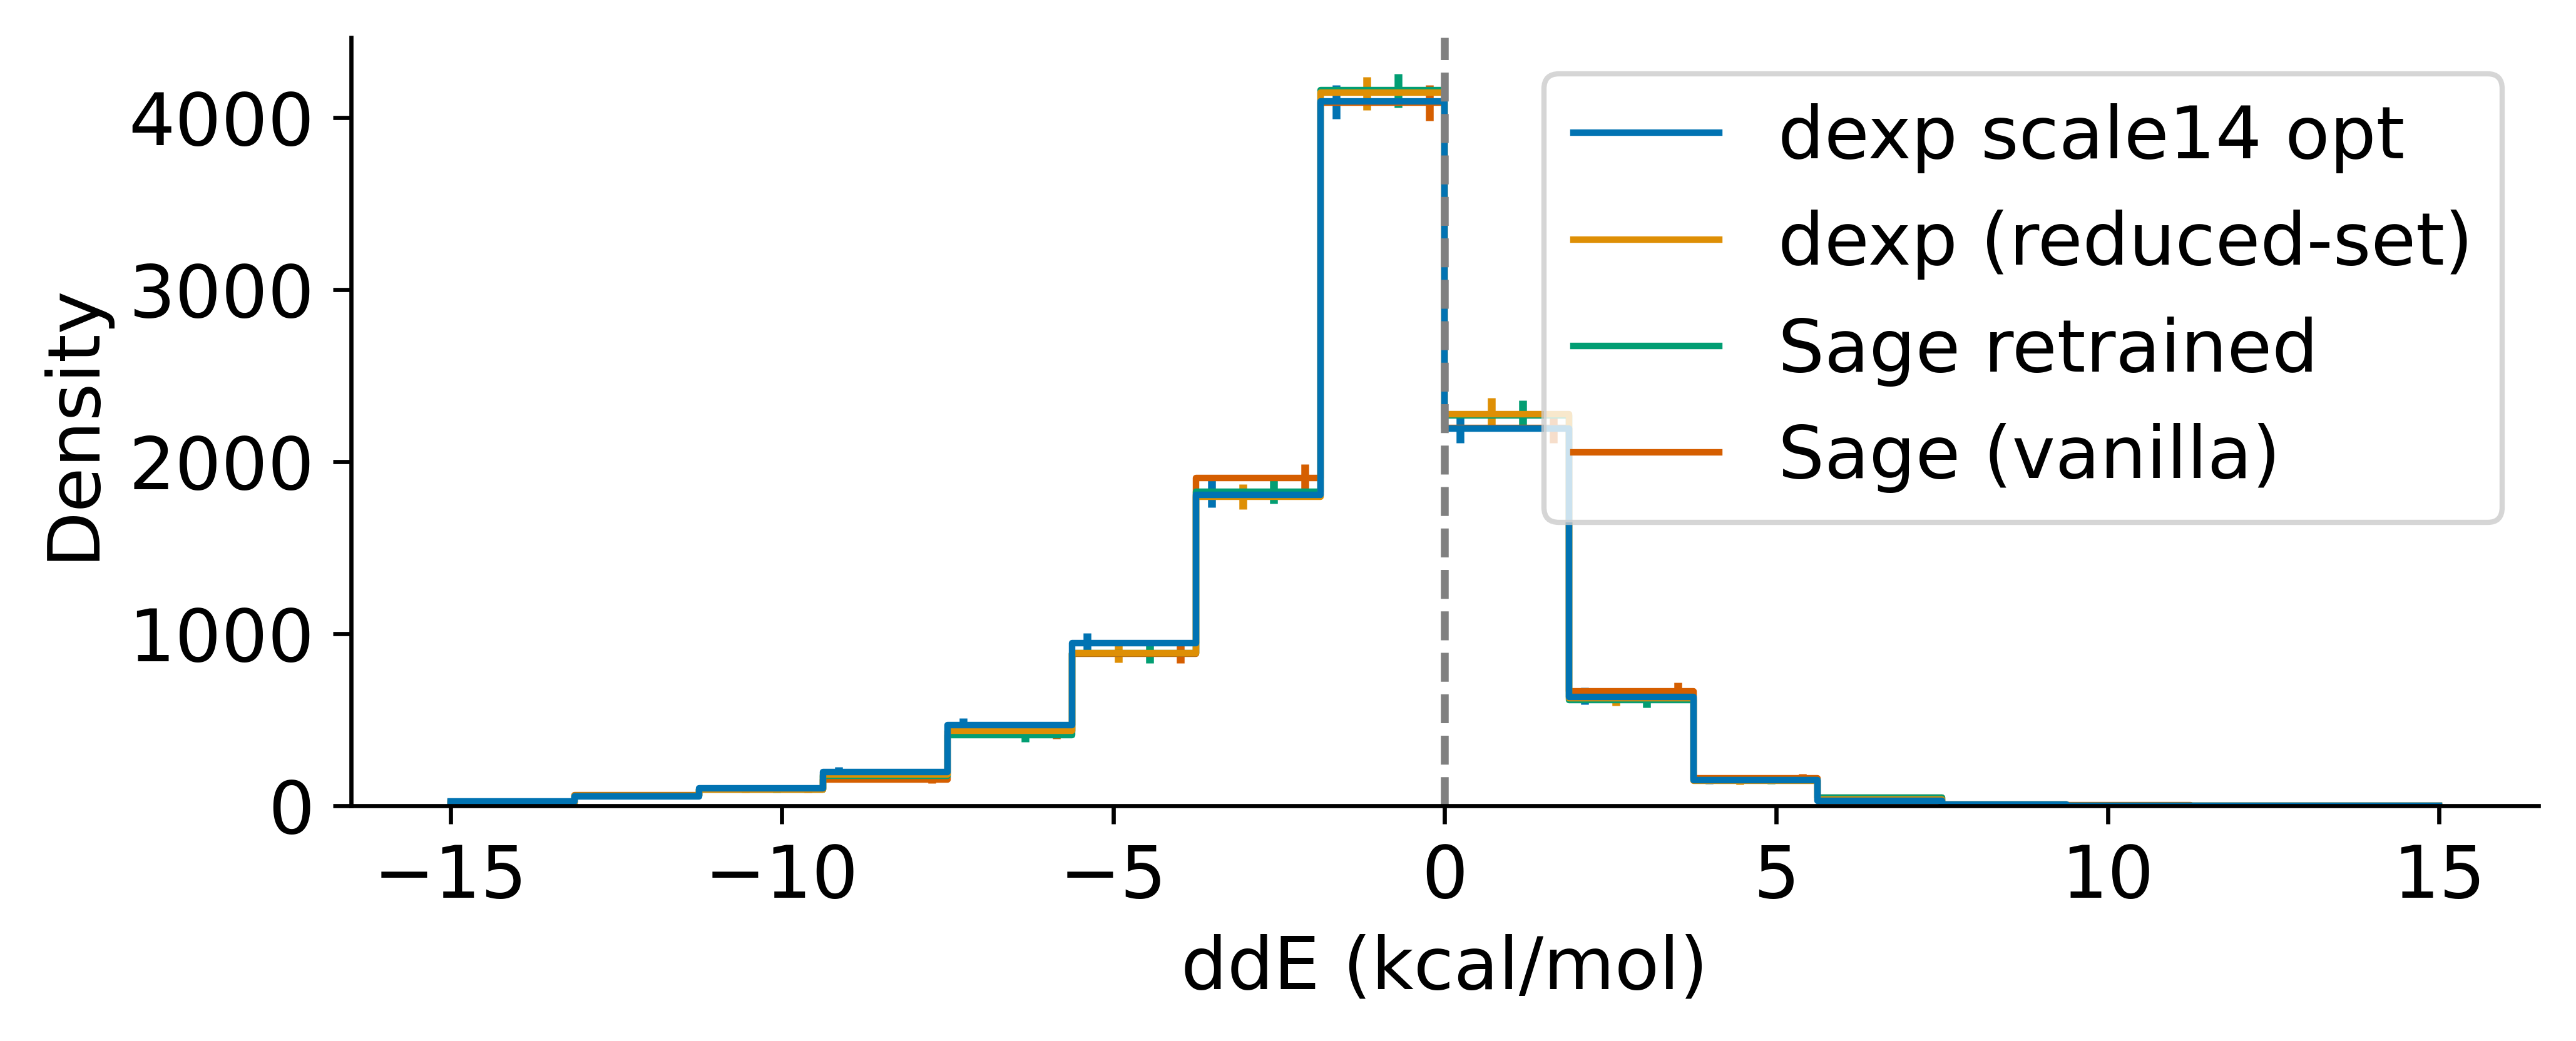 Density
4000
3000
2000
1000
0
dexp scale14 opt
dexp (reduced-set)
Sage retrained
Sage (vanilla)
−15 −10 −5 0 5 10 15
ddE (kcal/mol)